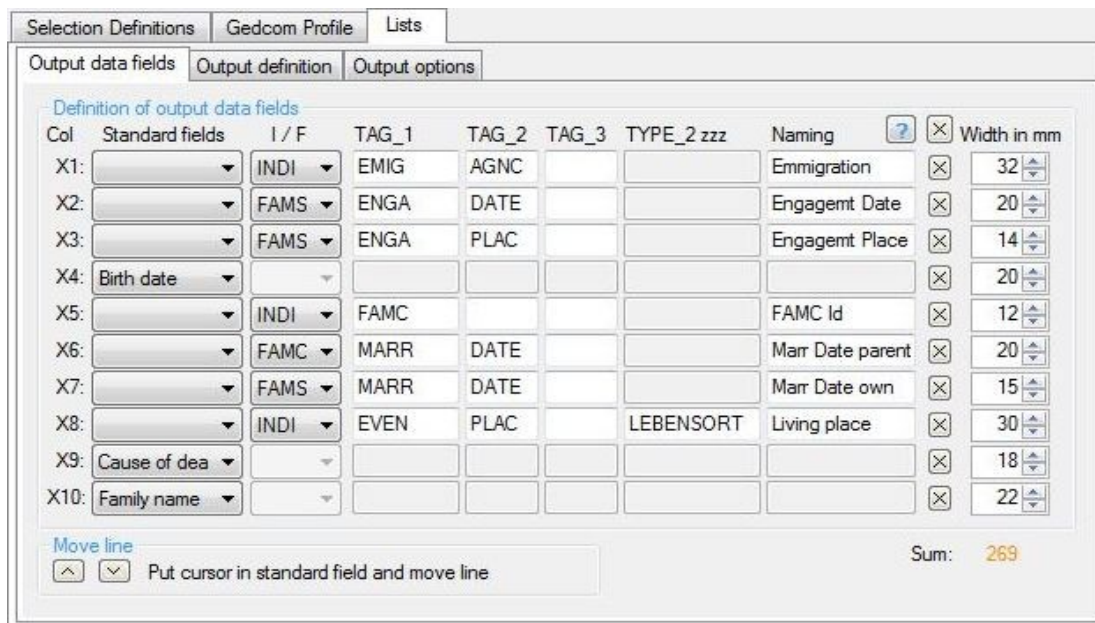 Selection Definitions Gedcom Profile Lists
Output data fields Output definition Output options
Definition of output data fields
Col Standard fields I / F TAG_1 TAG_2 TAG_3 TYPE_2 zzz Naming ? Width in mm
X1: INDI EMIG AGNC Emmigration 32
X2: FAMS ENGA DATE Engagemt Date 20
X3: FAMS ENGA PLAC Engagemt Place 14
X4: Birth date 20
X5: INDI FAMC FAMC Id 12
X6: FAMC MARR DATE Marr Date parent 20
X7: FAMS MARR DATE Marr Date own 15
X8: INDI EVEN PLAC LEBENSORT Living place 30
X9: Cause of dea 18
X10: Family name 22
Move line
Put cursor in standard field and move line
Sum: 269